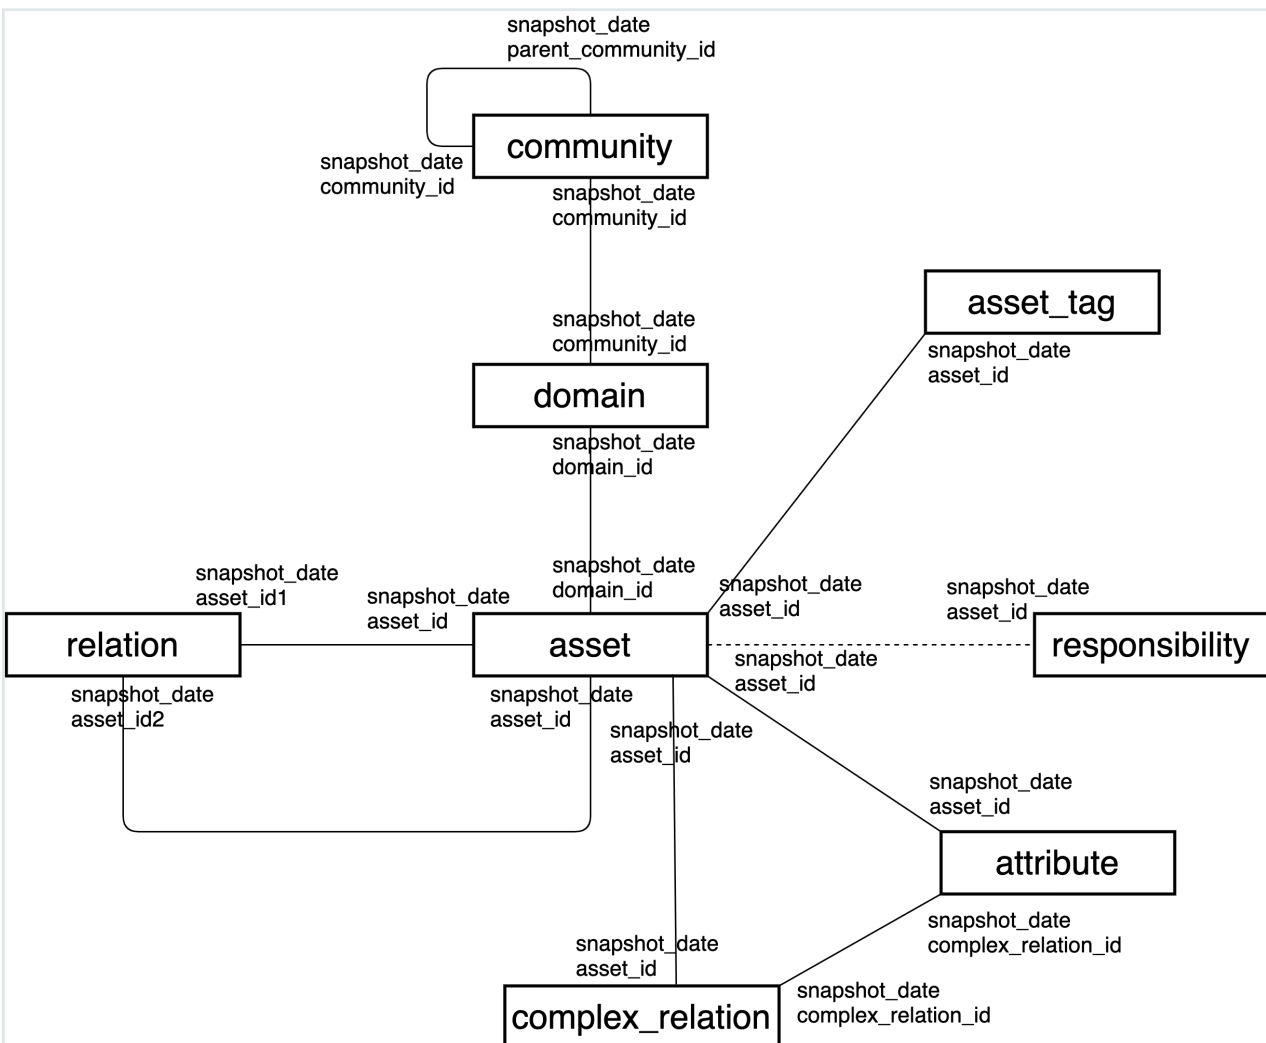 snapshot_date
parent_community_id
community
snapshot_date
community_id
snapshot_date
community_id
asset_tag
snapshot_date
community_id
snapshot_date
asset_id
domain
snapshot_date
domain_id
snapshot_date
asset_id1
snapshot_date
asset_id
snapshot_date
domain_id
snapshot_date
asset_id
snapshot_date
asset_id
relation
asset
responsibility
snapshot_date
asset_id2
snapshot_date
asset_id
snapshot_date
asset_id
snapshot_date
asset_id
snapshot_date
asset_id
attribute
snapshot_date
complex_relation_id
snapshot_date
asset_id
snapshot_date
complex_relation_id
complex_relation